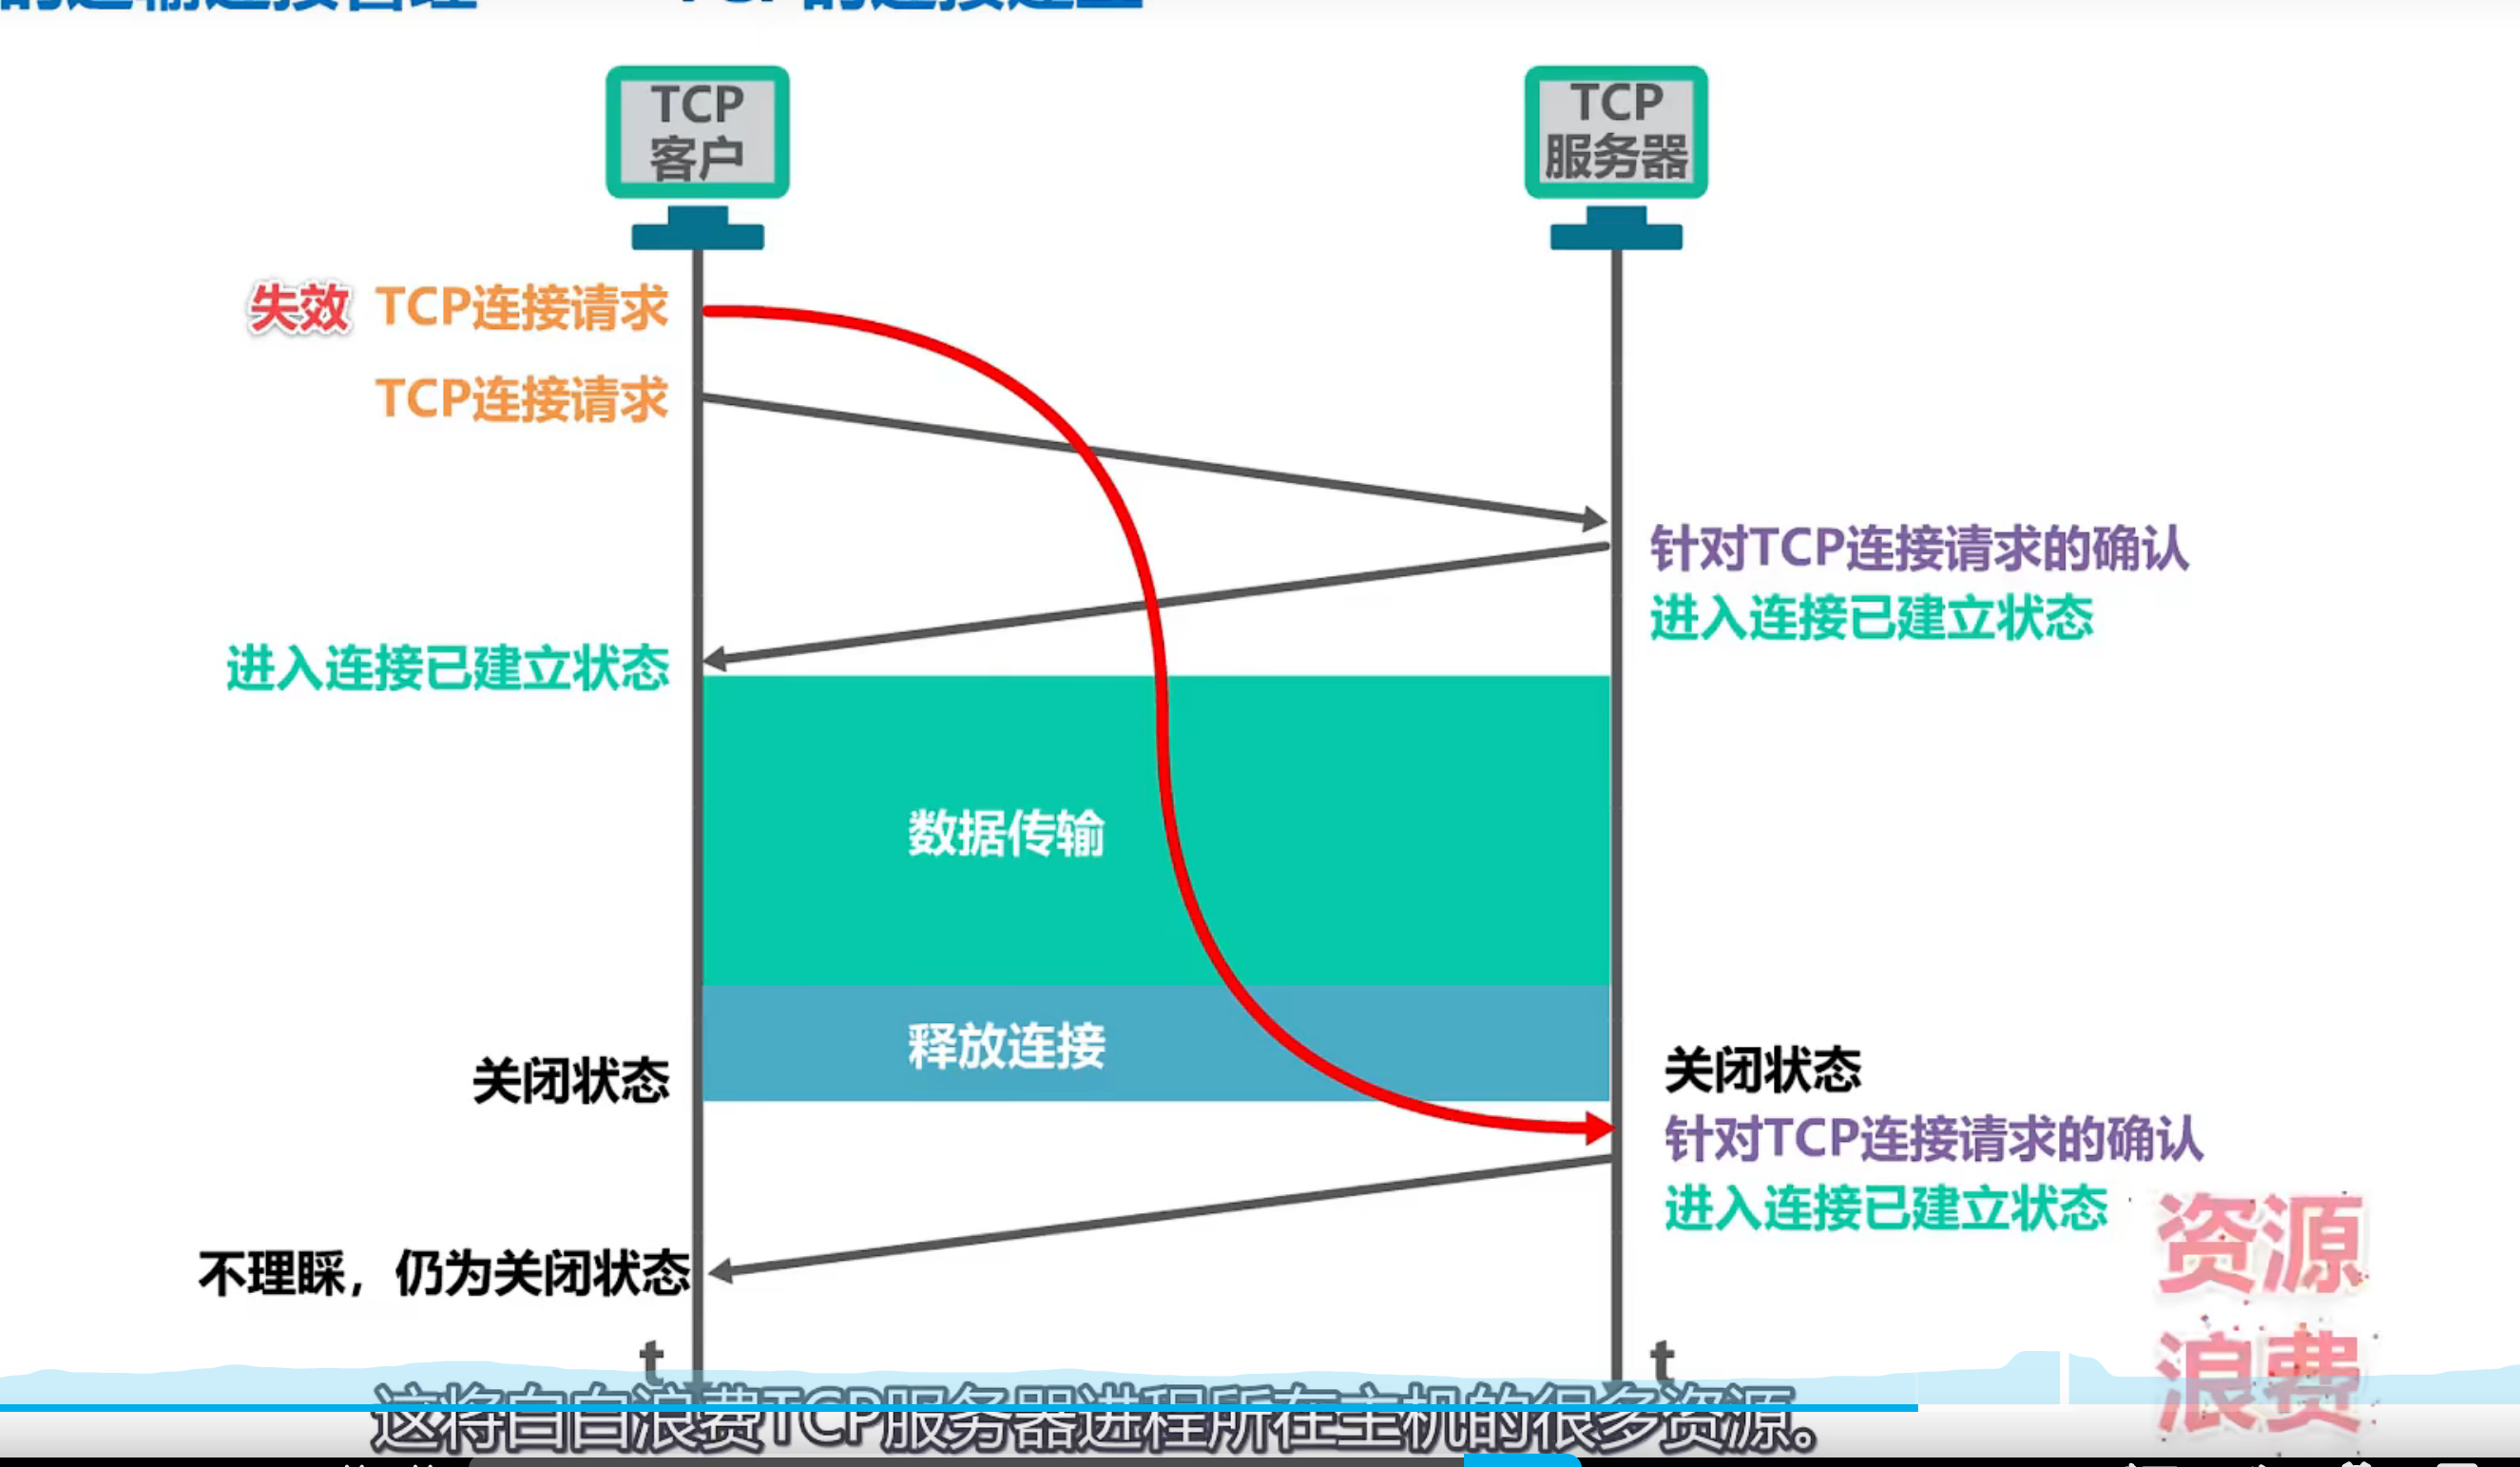 TCP
客户
TCP
服务器
失效 TCP连接请求
TCP连接请求
针对TCP连接请求的确认
进入连接已建立状态
进入连接已建立状态
数据传输
释放连接
关闭状态
关闭状态
针对TCP连接请求的确认
进入连接已建立状态
不理睬，仍为关闭状态
资源
浪费
t
t
这将白白浪费TCP服务器进程所在主机的很多资源。